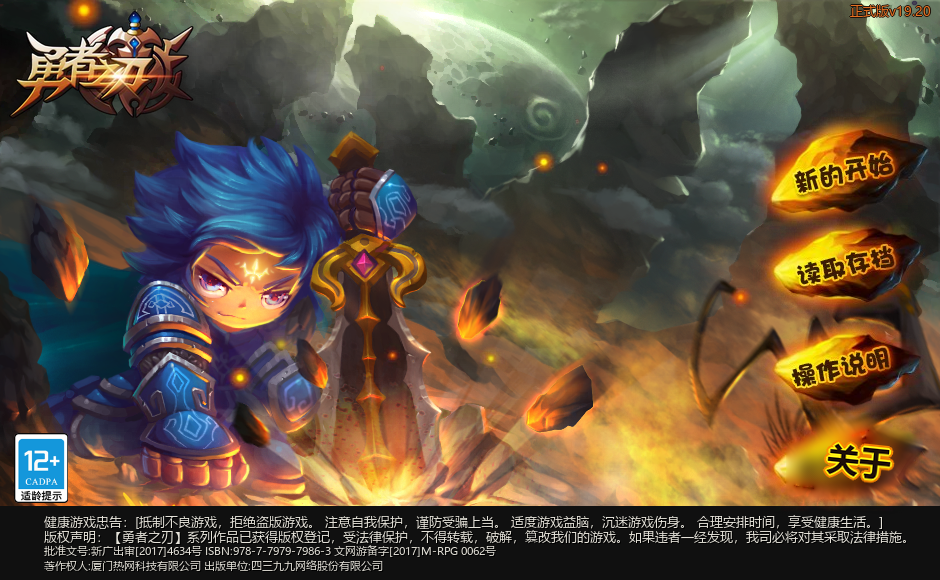 正式版v19.20
勇者之刃
新的开始
读取存档
操作说明
关于
12+
CADPA
适龄提示
健康游戏忠告：[抵制不良游戏，拒绝盗版游戏。 注意自我保护，谨防受骗上当。 适度游戏益脑，沉迷游戏伤身。 合理安排时间，享受健康生活。]
版权声明：【勇者之刃】系列作品已获得版权登记，受法律保护，不得转载，破解，篡改我们的游戏。如果违者一经发现，我司必将对其采取法律措施。
批准文号:新广出审[2017]4634号 ISBN:978-7-7979-7986-3 文网游备字[2017]M-RPG 0062号
著作权人:厦门热网科技有限公司 出版单位:四三九九网络股份有限公司